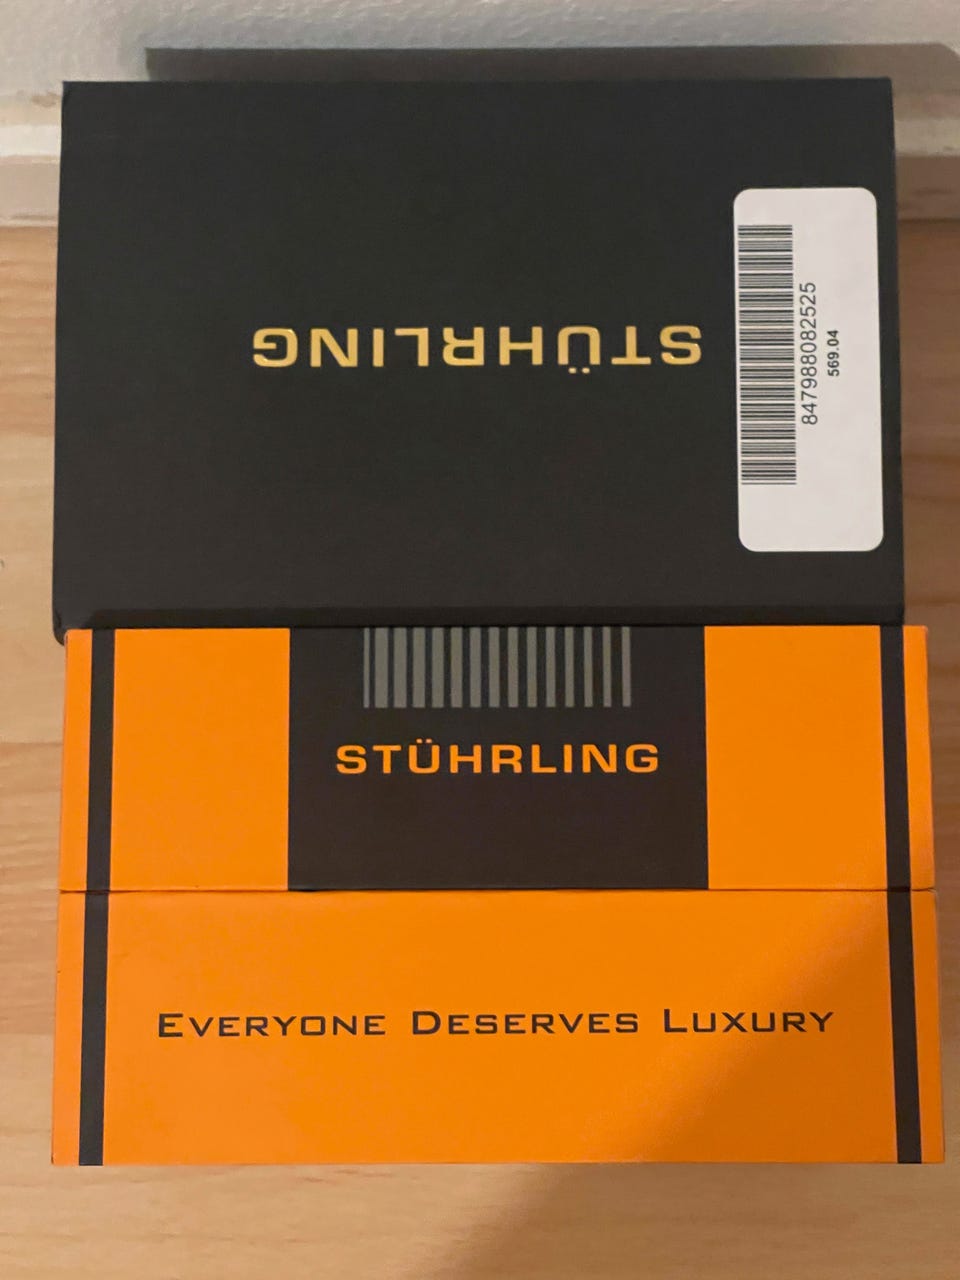 STÜHRLING
847988082525
569.04
STÜHRLING
EVERYONE DESERVES LUXURY